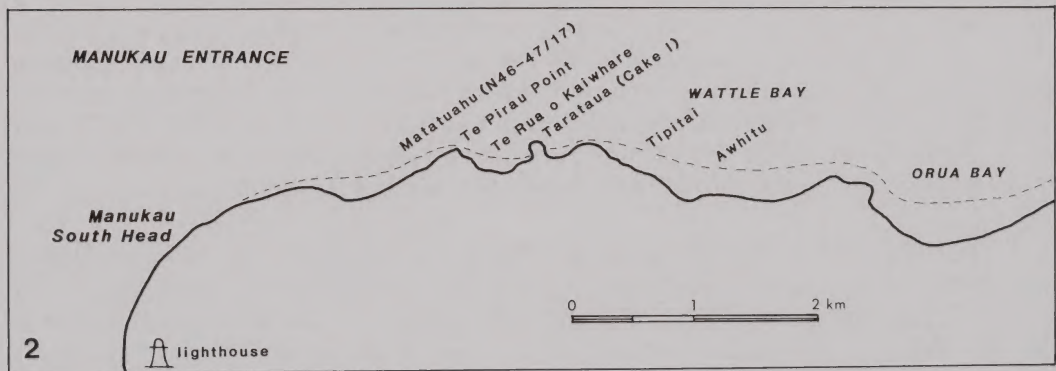 MANUKAU ENTRANCE
Matatuahu (N46-47/17)
Te Pirau Point
Te Rua o Kaiwhare
Tarataua (Cake I)
WATTLE BAY
Tipitai
Awhitu
ORUA BAY
Manukau
South Head
0 1 2 km
2
lighthouse